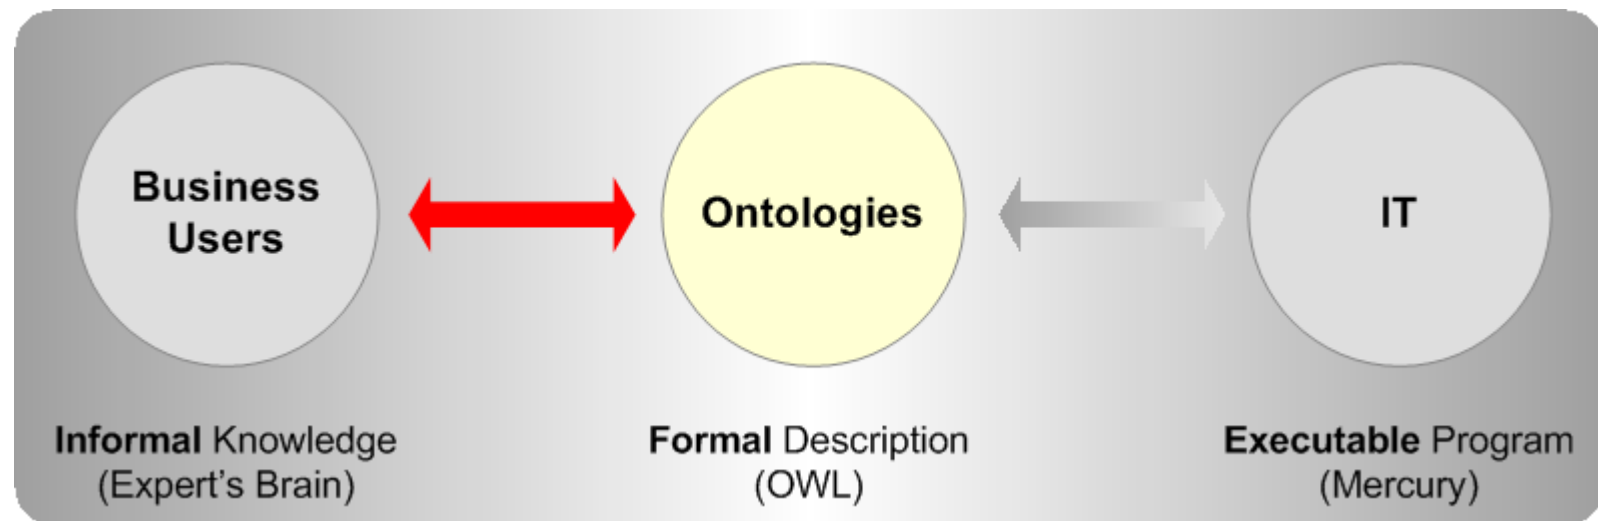 Business
Users
Ontologies
IT
Informal Knowledge
(Expert's Brain)
Formal Description
(OWL)
Executable Program
(Mercury)